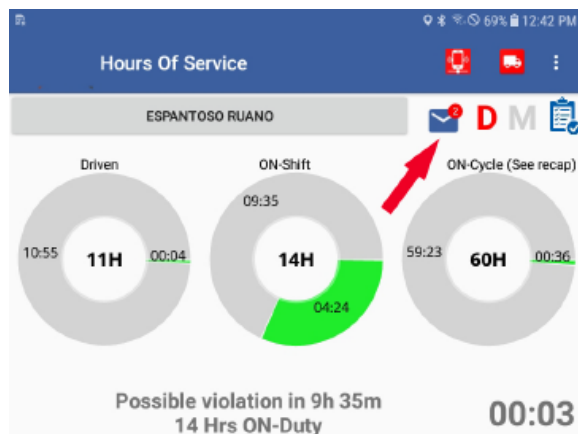 69% 12:42 PM
Hours Of Service
ESPANTOSO RUANO
2
D M
Driven
ON-Shift
ON-Cycle (See recap)
09:35
10:55 11H 00:04
14H
59:23 60H 00:36
04:24
Possible violation in 9h 35m
14 Hrs ON-Duty
00:03